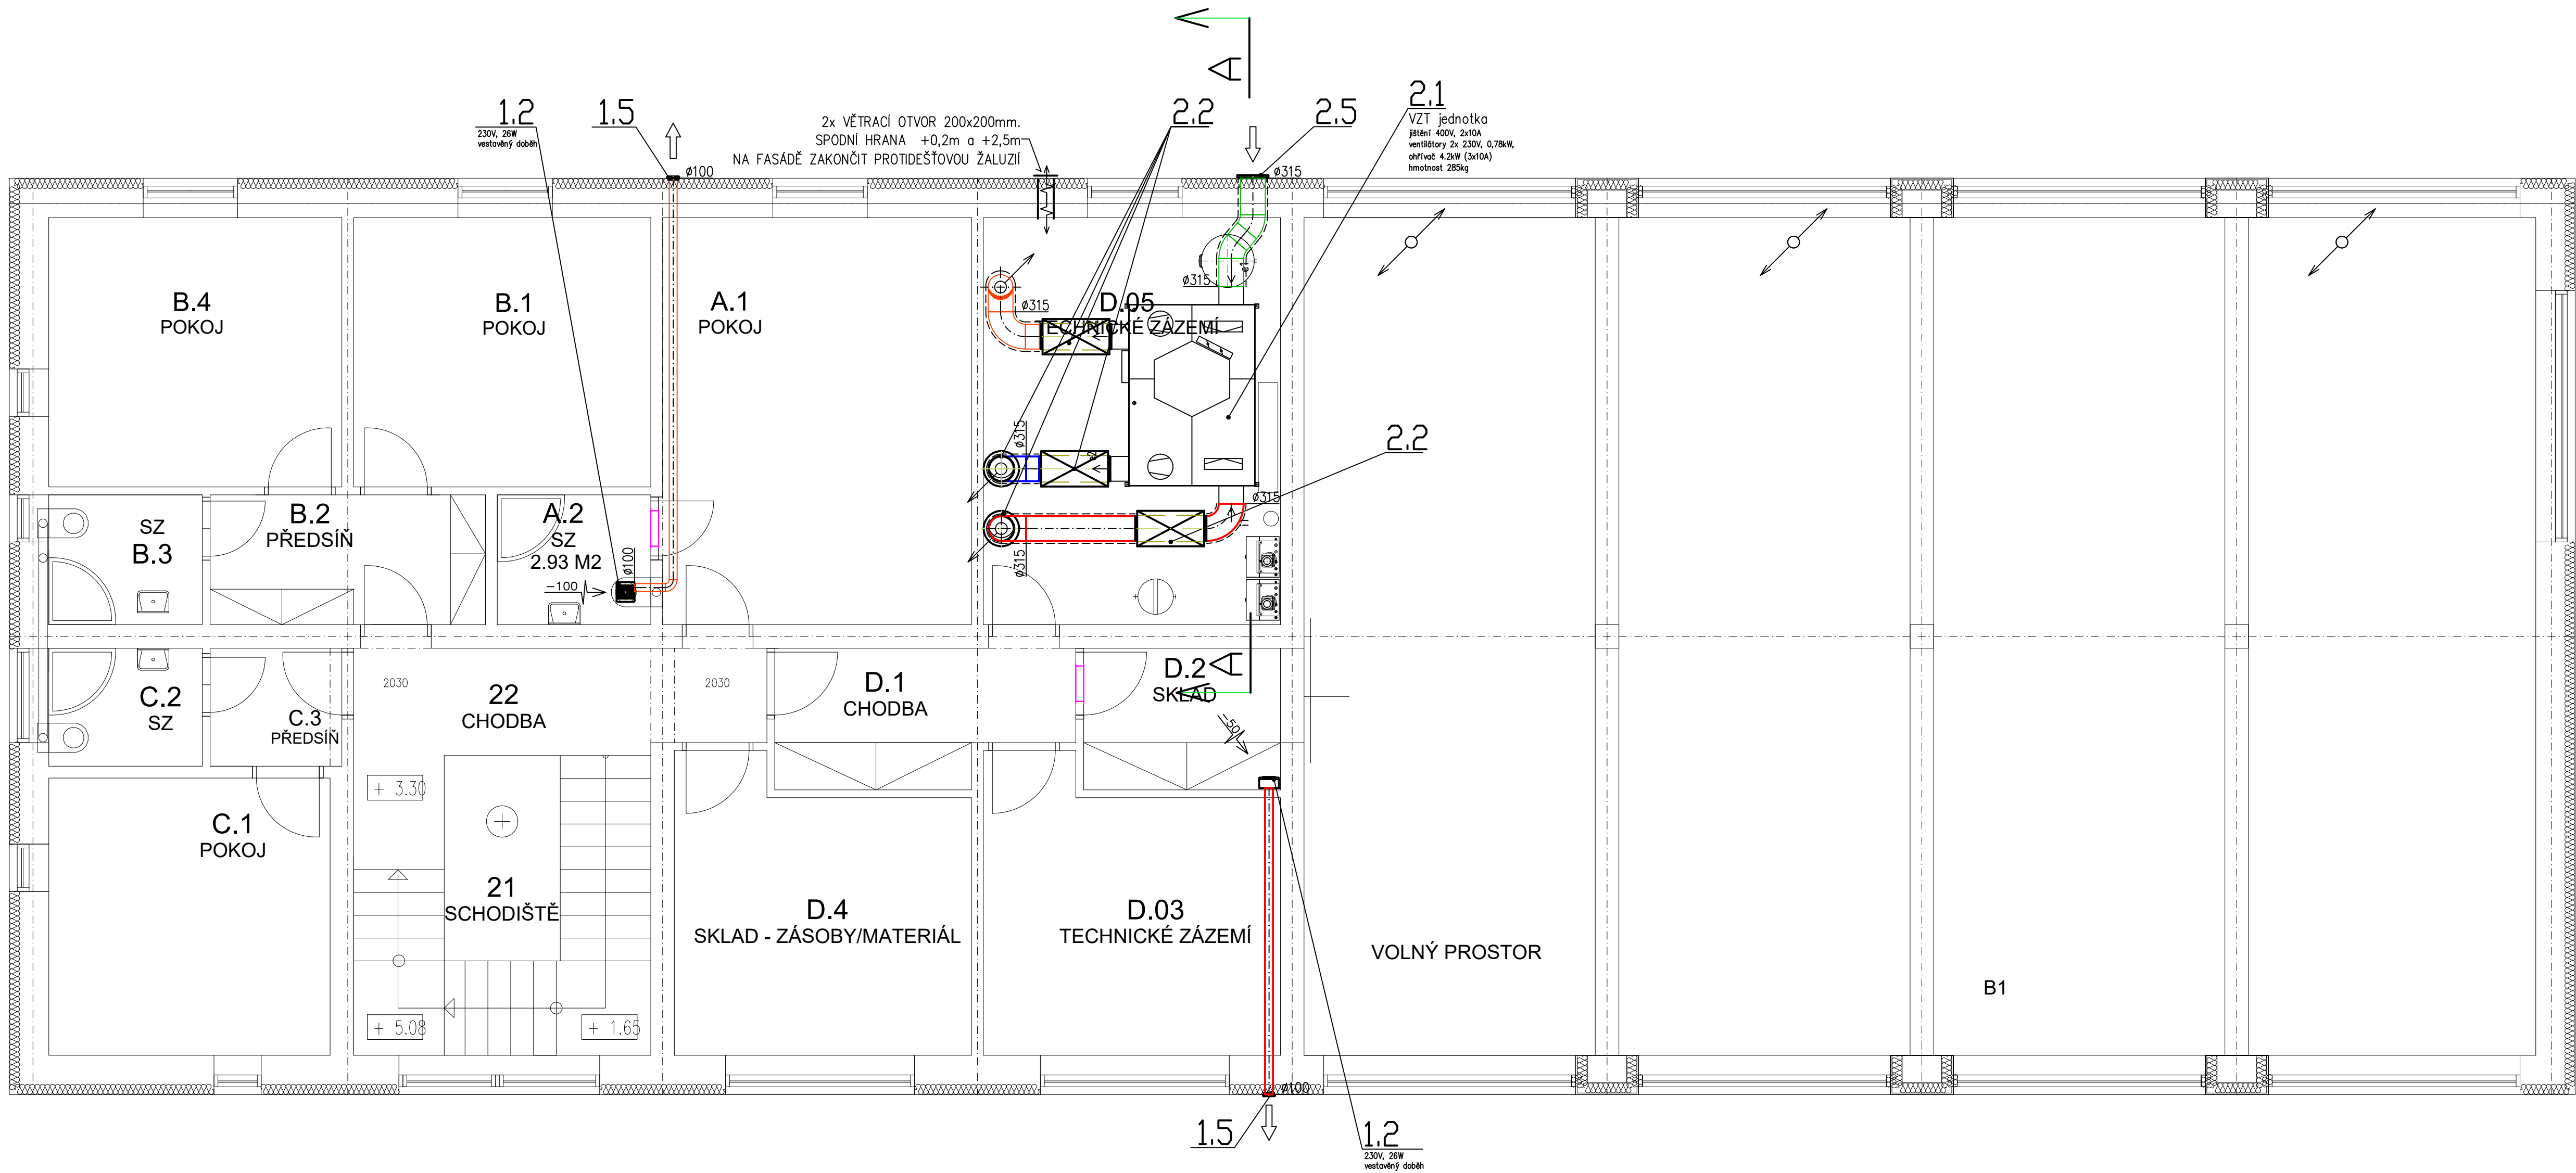 A
1.2
230V, 26W
vestavěný doběh
1.5
2x VĚTRACÍ OTVOR 200x200mm.
SPODNÍ HRANA +0,2m a +2,5m
NA FASÁDĚ ZAKONČIT PROTIDEŠŤOVOU ŽALUZIÍ
2.2
2.5
2.1
VZT jednotka
jištění 400V, 2x10A
ventilátory 2x 230V, 0,78kW,
ohřívač 4.2kW (3x10A)
hmotnost 285kg
ø100
ø315
B.4
POKOJ
B.1
POKOJ
A.1
POKOJ
D.05
TECHNICKÉ ZÁZEMÍ
ø315
ø315
e1
ø315
e2
2.2
ø315
i1
ø315
SZ
B.3
B.2
PŘEDSÍŇ
A.2
SZ
2.93 M2
ø100
-100
C.2
SZ
C.3
PŘEDSÍŇ
2030
22
CHODBA
2030
D.1
CHODBA
D.2
SKLAD
A
-50
+ 3.30
C.1
POKOJ
21
SCHODIŠTĚ
D.4
SKLAD - ZÁSOBY/MATERIÁL
D.03
TECHNICKÉ ZÁZEMÍ
VOLNÝ PROSTOR
B1
+ 5.08
+ 1.65
ø100
1.5
1.2
230V, 26W
vestavěný doběh